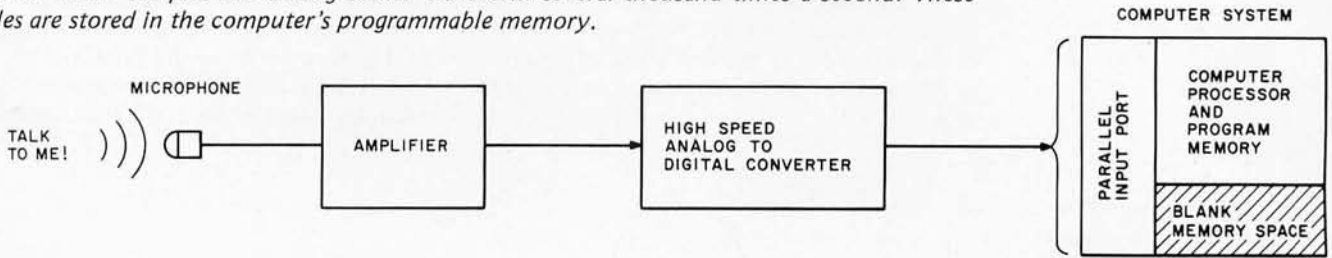 les are stored in the computer's programmable memory.
COMPUTER SYSTEM
MICROPHONE
TALK
TO ME!
AMPLIFIER
HIGH SPEED
ANALOG TO
DIGITAL CONVERTER
PARALLEL
INPUT PORT
COMPUTER
PROCESSOR
AND
PROGRAM
MEMORY
BLANK
MEMORY SPACE